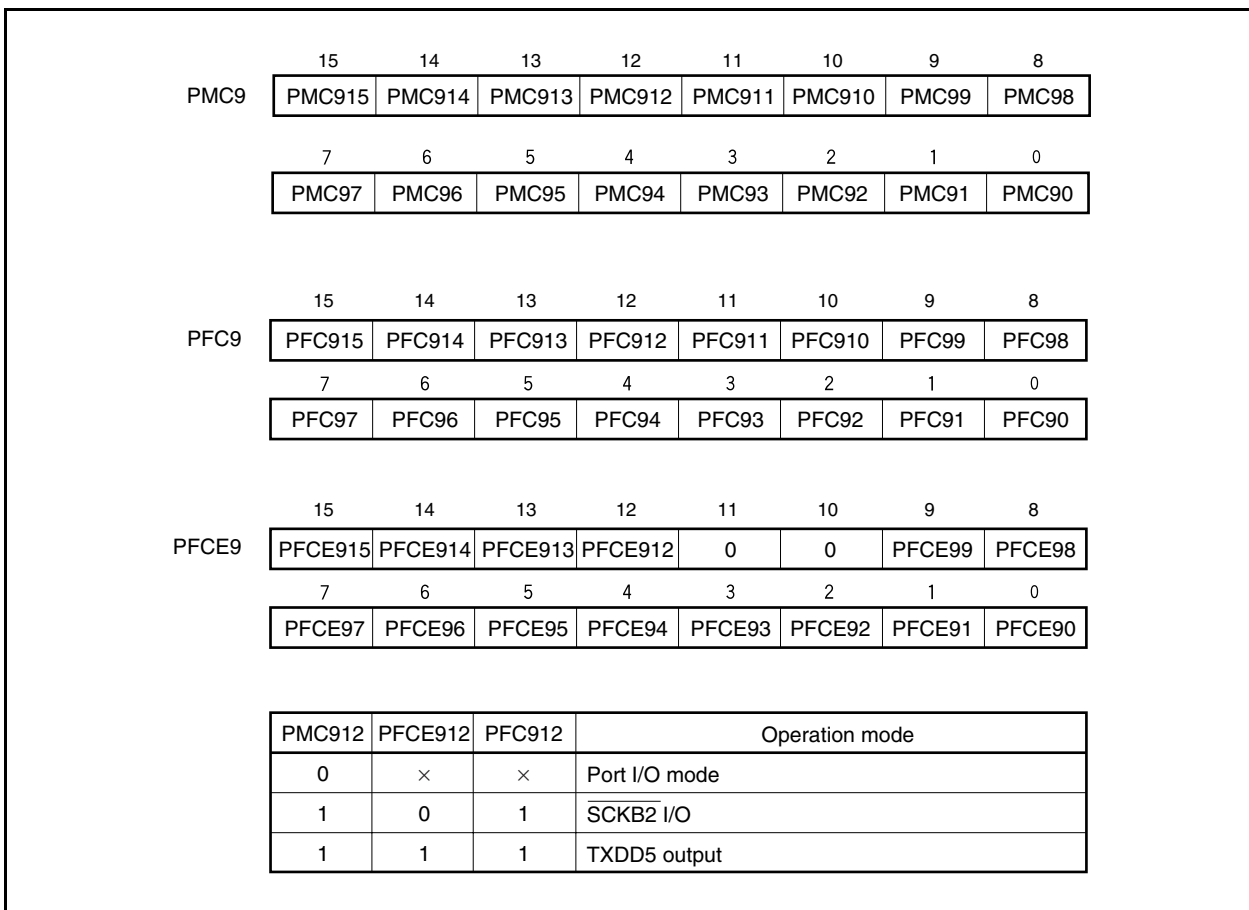 15 14 13 12 11 10 9 8
PMC9 PMC915 PMC914 PMC913 PMC912 PMC911 PMC910 PMC99 PMC98
7 6 5 4 3 2 1 0
PMC97 PMC96 PMC95 PMC94 PMC93 PMC92 PMC91 PMC90
15 14 13 12 11 10 9 8
PFC9 PFC915 PFC914 PFC913 PFC912 PFC911 PFC910 PFC99 PFC98
7 6 5 4 3 2 1 0
PFC97 PFC96 PFC95 PFC94 PFC93 PFC92 PFC91 PFC90
15 14 13 12 11 10 9 8
PFCE9 PFCE915 PFCE914 PFCE913 PFCE912 0 0 PFCE99 PFCE98
7 6 5 4 3 2 1 0
PFCE97 PFCE96 PFCE95 PFCE94 PFCE93 PFCE92 PFCE91 PFCE90
PMC912 PFCE912 PFC912 Operation mode
0 × × Port I/O mode
1 0 1 S̅C̅K̅B̅2̅ I/O
1 1 1 TXDD5 output